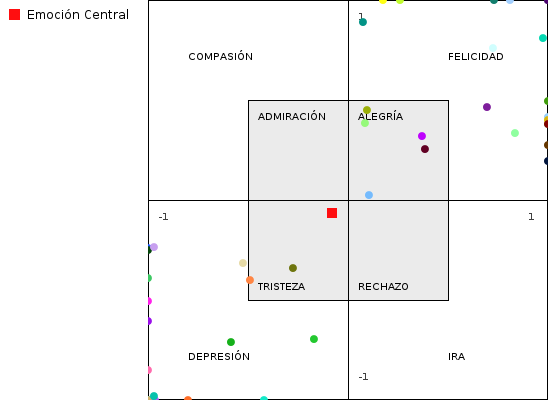 Emoción Central
1
COMPASIÓN
FELICIDAD
ADMIRACIÓN
ALEGRÍA
-1
1
TRISTEZA
RECHAZO
DEPRESIÓN
IRA
-1